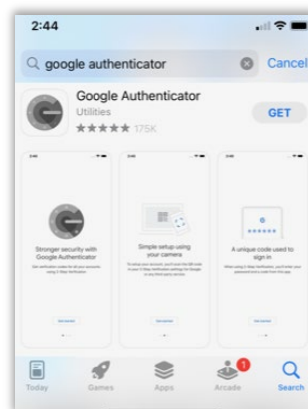 2:44
google authenticator
Cancel
Google Authenticator
Utilities
175K
GET
Stronger security with
Google Authenticator
Simple setup using
your camera
A unique code used to
sign in
Today
Games
Apps
Arcade
1
Search